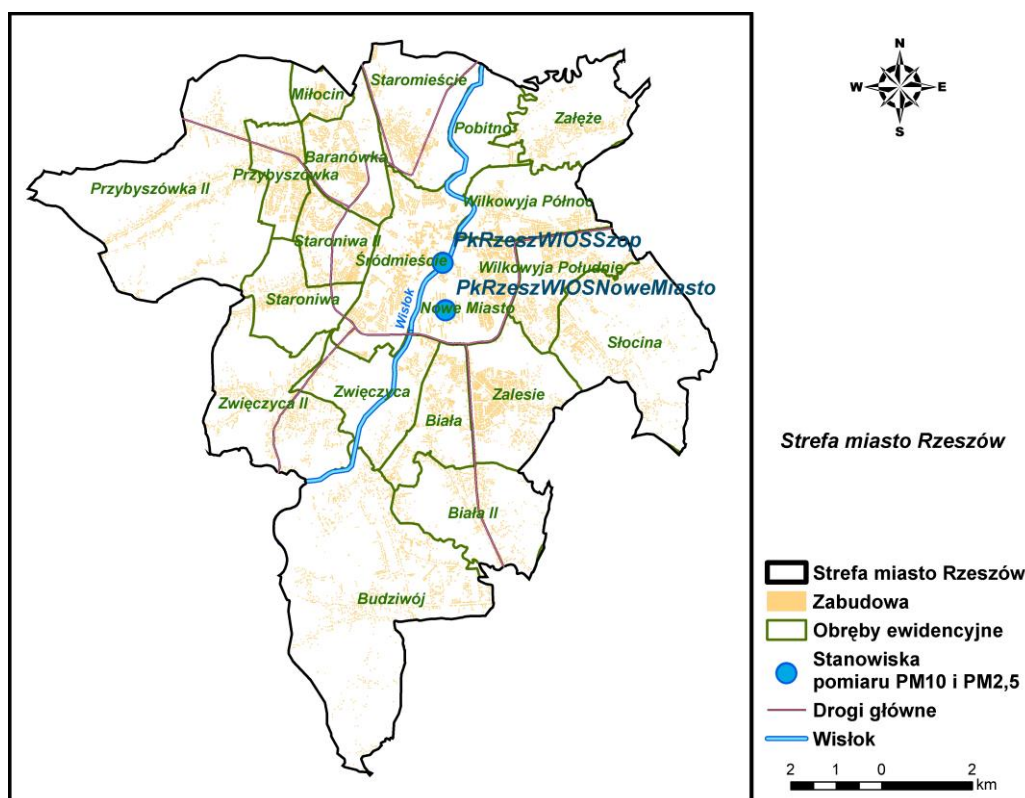 N
W E
S
Staromieście
Miłocin
Pobitno
Załęże
Baranówka
Przybyszówka
Przybyszówka II
Wilkowyja Północ
Staroniwa II
PkRzeszWIOSSzop
Śródmieście
Wilkowyja Południe
PkRzeszWIOSNoweMiasto
Staroniwa
Wisłok
Nowe Miasto
Słocina
Zwięczyca
Zalesie
Zwięczyca II
Biała
Strefa miasto Rzeszów
Biała II
Budziwój
Strefa miasto Rzeszów
Zabudowa
Obręby ewidencyjne
Stanowiska
pomiaru PM10 i PM2,5
Drogi główne
Wisłok
2 1 0 2
km